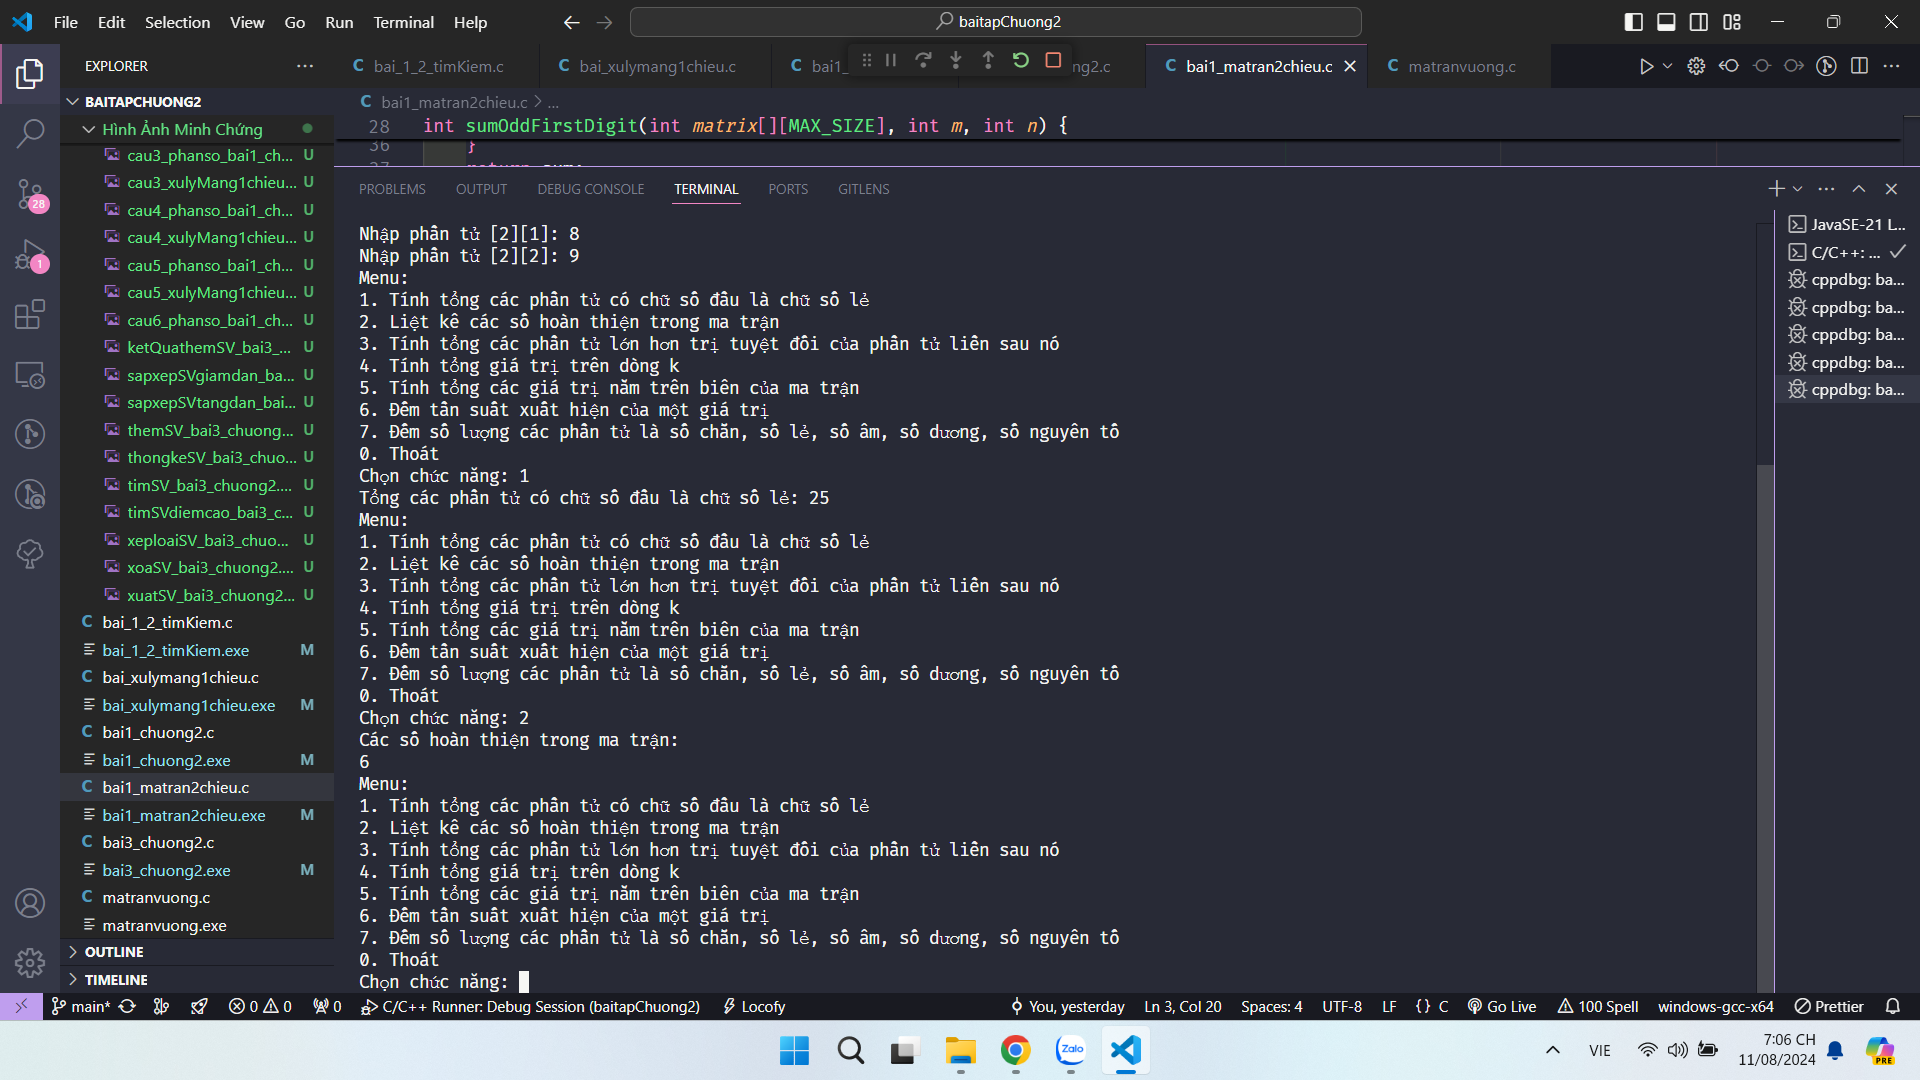 File Edit Selection View Go Run Terminal Help
baitapChuong2
EXPLORER
bai_1_2_timKiem.c
bai_xulymang1chieu.c
bai1_
ng2.c
bai1_matran2chieu.c
matranvuong.c
BAITAPCHUONG2
Hình Ảnh Minh Chứng
cau3_phanso_bai1_ch... U
cau3_xulyMang1chieu... U
cau4_phanso_bai1_ch... U
cau4_xulyMang1chieu... U
cau5_phanso_bai1_ch... U
cau5_xulyMang1chieu... U
cau6_phanso_bai1_ch... U
ketQuathemSV_bai3_... U
sapxepSVgiamdan_ba... U
sapxepSVtangdan_bai... U
themSV_bai3_chuong... U
thongkeSV_bai3_chuo... U
timSV_bai3_chuong2.... U
timSVdiemcao_bai3_c... U
xeploaiSV_bai3_chuo... U
xoaSV_bai3_chuong2.... U
xuatSV_bai3_chuong2... U
bai_1_2_timKiem.c
bai_1_2_timKiem.exe M
bai_xulymang1chieu.c
bai_xulymang1chieu.exe M
bai1_chuong2.c
bai1_chuong2.exe M
bai1_matran2chieu.c
bai1_matran2chieu.exe M
bai3_chuong2.c
bai3_chuong2.exe M
matranvuong.c
matranvuong.exe
OUTLINE
TIMELINE
28
1
bai1_matran2chieu.c > ...
28 int sumOddFirstDigit(int matrix[][MAX_SIZE], int m, int n) {
36 }
PROBLEMS OUTPUT DEBUG CONSOLE TERMINAL PORTS GITLENS
Nhập phần tử [2][1]: 8
Nhập phần tử [2][2]: 9
Menu:
1. Tính tổng các phần tử có chữ số đầu là chữ số lẻ
2. Liệt kê các số hoàn thiện trong ma trận
3. Tính tổng các phần tử lớn hơn trị tuyệt đối của phần tử liền sau nó
4. Tính tổng giá trị trên dòng k
5. Tính tổng các giá trị nằm trên biên của ma trận
6. Đếm tần suất xuất hiện của một giá trị
7. Đếm số lượng các phần tử là số chẵn, số lẻ, số âm, số dương, số nguyên tố
0. Thoát
Chọn chức năng: 1
Tổng các phần tử có chữ số đầu là chữ số lẻ: 25
Menu:
1. Tính tổng các phần tử có chữ số đầu là chữ số lẻ
2. Liệt kê các số hoàn thiện trong ma trận
3. Tính tổng các phần tử lớn hơn trị tuyệt đối của phần tử liền sau nó
4. Tính tổng giá trị trên dòng k
5. Tính tổng các giá trị nằm trên biên của ma trận
6. Đếm tần suất xuất hiện của một giá trị
7. Đếm số lượng các phần tử là số chẵn, số lẻ, số âm, số dương, số nguyên tố
0. Thoát
Chọn chức năng: 2
Các số hoàn thiện trong ma trận:
6
Menu:
1. Tính tổng các phần tử có chữ số đầu là chữ số lẻ
2. Liệt kê các số hoàn thiện trong ma trận
3. Tính tổng các phần tử lớn hơn trị tuyệt đối của phần tử liền sau nó
4. Tính tổng giá trị trên dòng k
5. Tính tổng các giá trị nằm trên biên của ma trận
6. Đếm tần suất xuất hiện của một giá trị
7. Đếm số lượng các phần tử là số chẵn, số lẻ, số âm, số dương, số nguyên tố
0. Thoát
Chọn chức năng:
JavaSE-21 L...
C/C++: ...
cppdbg: ba...
cppdbg: ba...
cppdbg: ba...
cppdbg: ba...
cppdbg: ba...
main* 0 0 0 C/C++ Runner: Debug Session (baitapChuong2) Locofy You, yesterday Ln 3, Col 20 Spaces: 4 UTF-8 LF {} C Go Live 100 Spell windows-gcc-x64 Prettier
Zalo
VIE
7:06 CH
11/08/2024
PRE